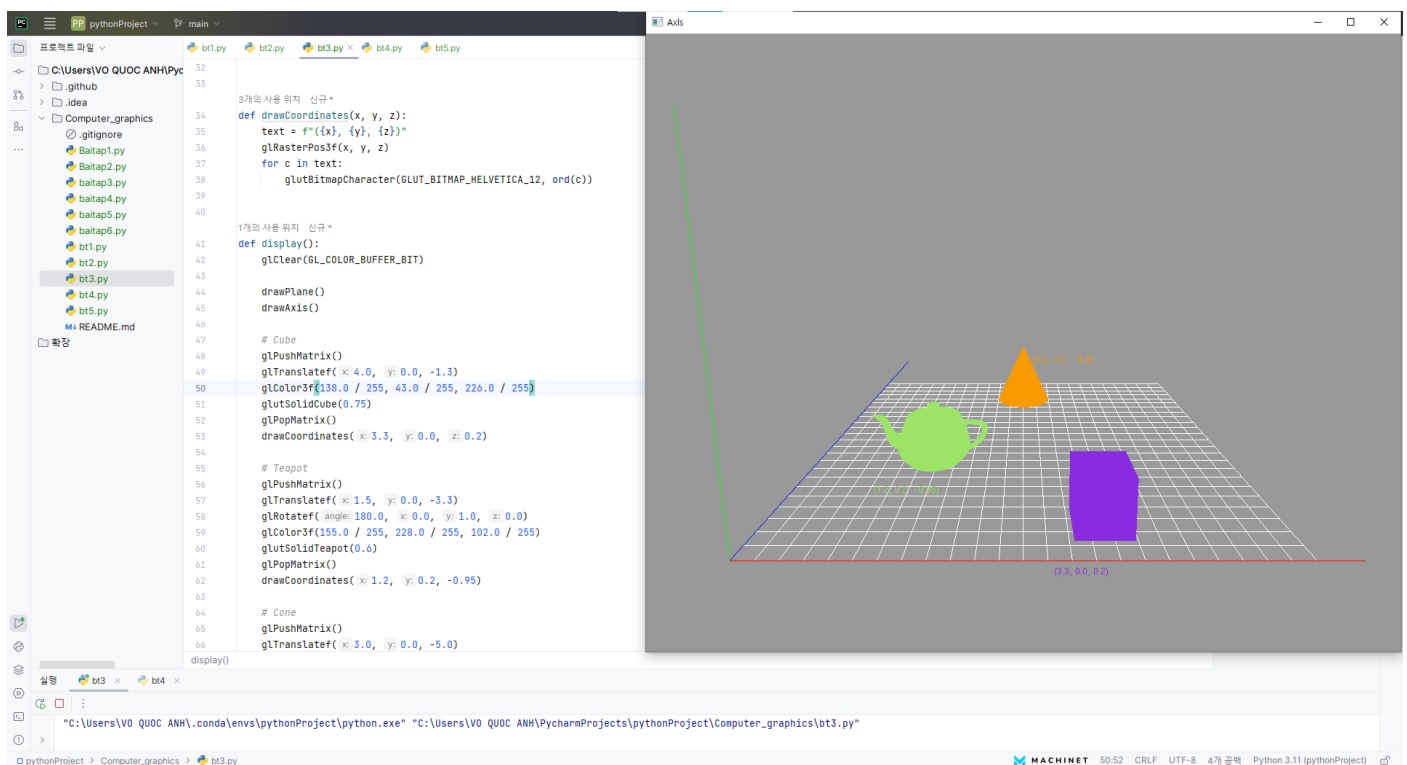 PC PP pythonProject main
프로젝트 파일
C:\Users\VO QUOC ANH\Pyc
.github
.idea
Computer_graphics
.gitignore
Baitap1.py
Baitap2.py
baitap3.py
baitap4.py
baitap5.py
baitap6.py
bt1.py
bt2.py
bt3.py
bt4.py
bt5.py
M↓ README.md
확장
bt1.py bt2.py bt3.py × bt4.py bt5.py
32
33
3개의 사용 위치 신규 *
34 def drawCoordinates(x, y, z):
35 text = f"({x}, {y}, {z})"
36 glRasterPos3f(x, y, z)
37 for c in text:
38 glutBitmapCharacter(GLUT_BITMAP_HELVETICA_12, ord(c))
39
40
1개의 사용 위치 신규 *
41 def display():
42 glClear(GL_COLOR_BUFFER_BIT)
43
44 drawPlane()
45 drawAxis()
46
47 # Cube
48 glPushMatrix()
49 glTranslatef( x: 4.0, y: 0.0, -1.3)
50 glColor3f(138.0 / 255, 43.0 / 255, 226.0 / 255)
51 glutSolidCube(0.75)
52 glPopMatrix()
53 drawCoordinates( x: 3.3, y: 0.0, z: 0.2)
54
55 # Teapot
56 glPushMatrix()
57 glTranslatef( x: 1.5, y: 0.0, -3.3)
58 glRotatef( angle: 180.0, x: 0.0, y: 1.0, z: 0.0)
59 glColor3f(155.0 / 255, 228.0 / 255, 102.0 / 255)
60 glutSolidTeapot(0.6)
61 glPopMatrix()
62 drawCoordinates( x: 1.2, y: 0.2, -0.95)
63
64 # Cone
65 glPushMatrix()
66 glTranslatef( x: 3.0, y: 0.0, -5.0)
display()
Axis
(1.2, 0.2, -0.95)
(3.3, 0.0, 0.2)
실행 bt3 × bt4 ×
"C:\Users\VO QUOC ANH\.conda\envs\pythonProject\python.exe" "C:\Users\VO QUOC ANH\PycharmProjects\pythonProject\Computer_graphics\bt3.py"
pythonProject > Computer_graphics > bt3.py
MACHINET 50:52 CRLF UTF-8 4개 공백 Python 3.11 (pythonProject)